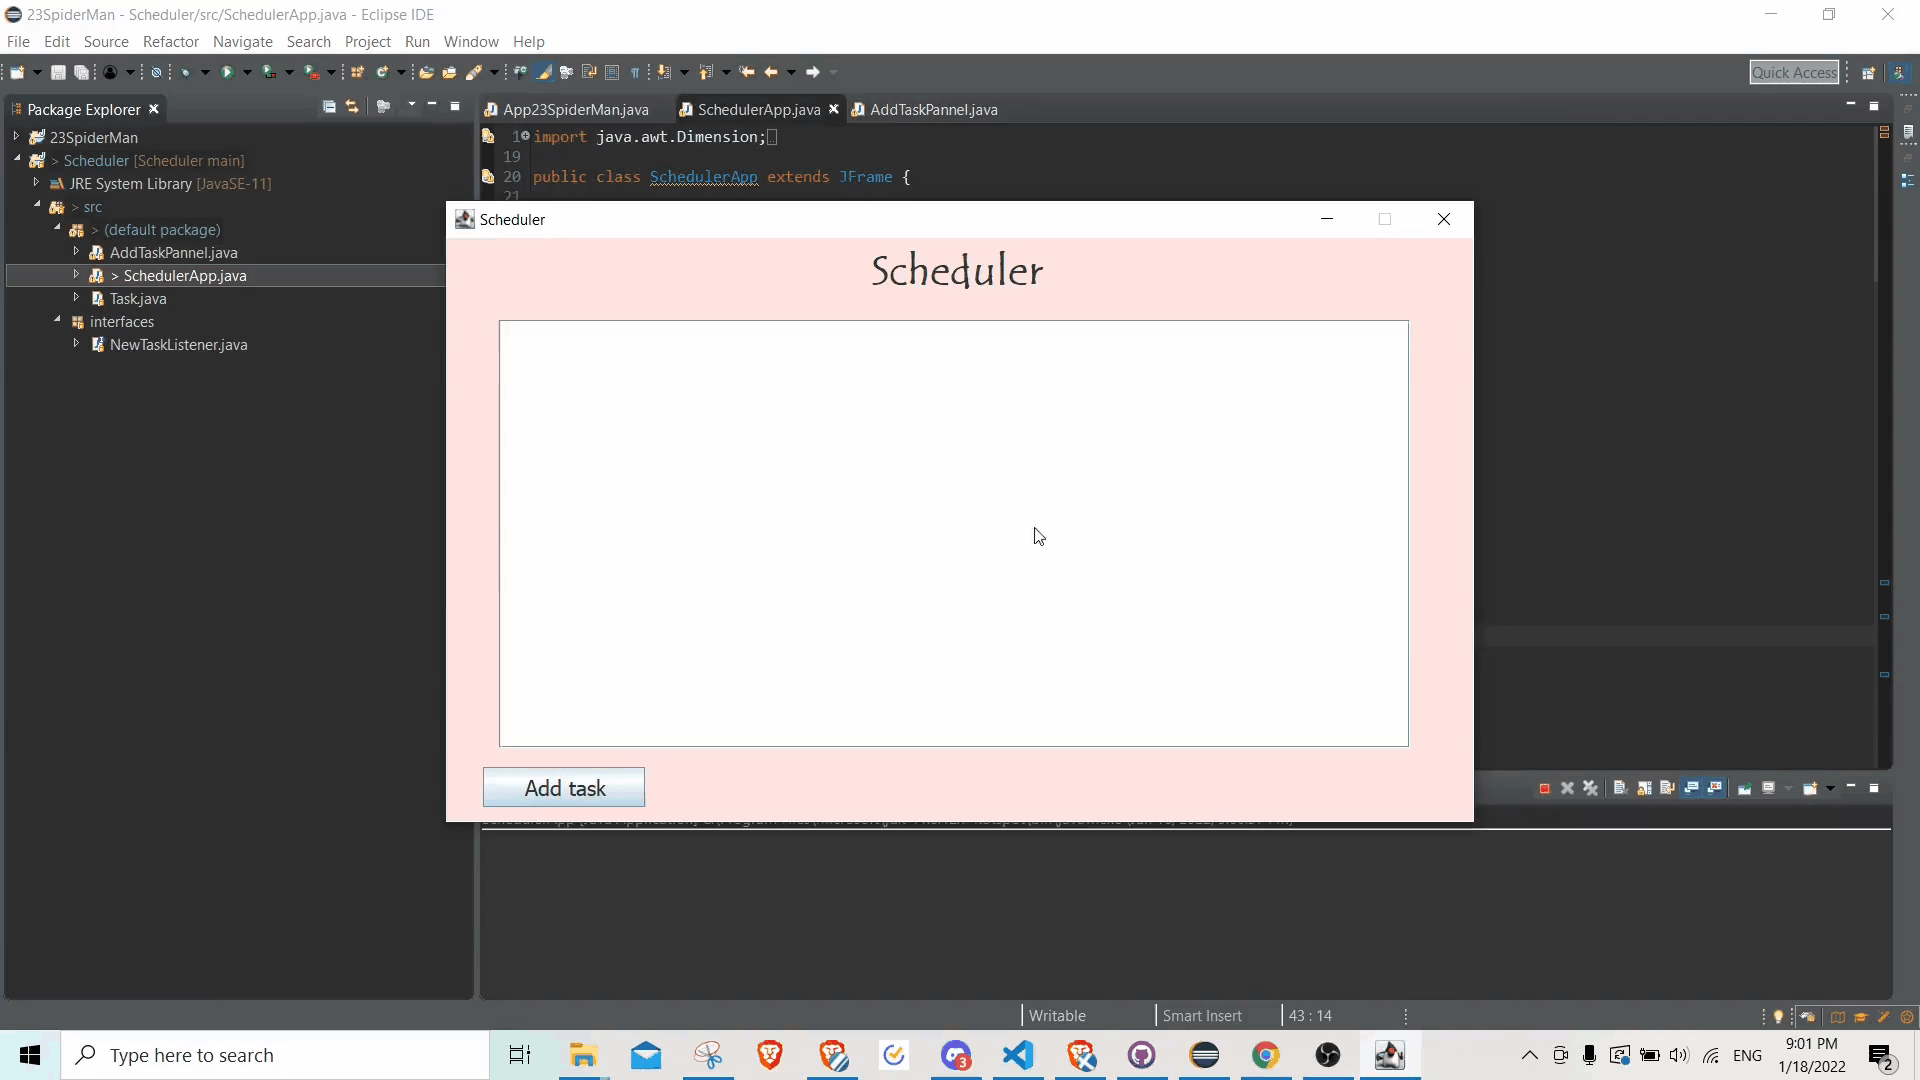 23SpiderMan - Scheduler/src/SchedulerApp.java - Eclipse IDE
File Edit Source Refactor Navigate Search Project Run Window Help
Quick Access
Package Explorer
App23SpiderMan.java SchedulerApp.java AddTaskPannel.java
23SpiderMan
> Scheduler [Scheduler main]
JRE System Library [JavaSE-11]
> src
> (default package)
AddTaskPannel.java
> SchedulerApp.java
Task.java
interfaces
NewTaskListener.java
1 import java.awt.Dimension;
19
20 public class SchedulerApp extends JFrame {
21
Scheduler
Scheduler
Add task
Writable Smart Insert 43 : 14
Type here to search
3
ENG
9:01 PM
1/18/2022
2